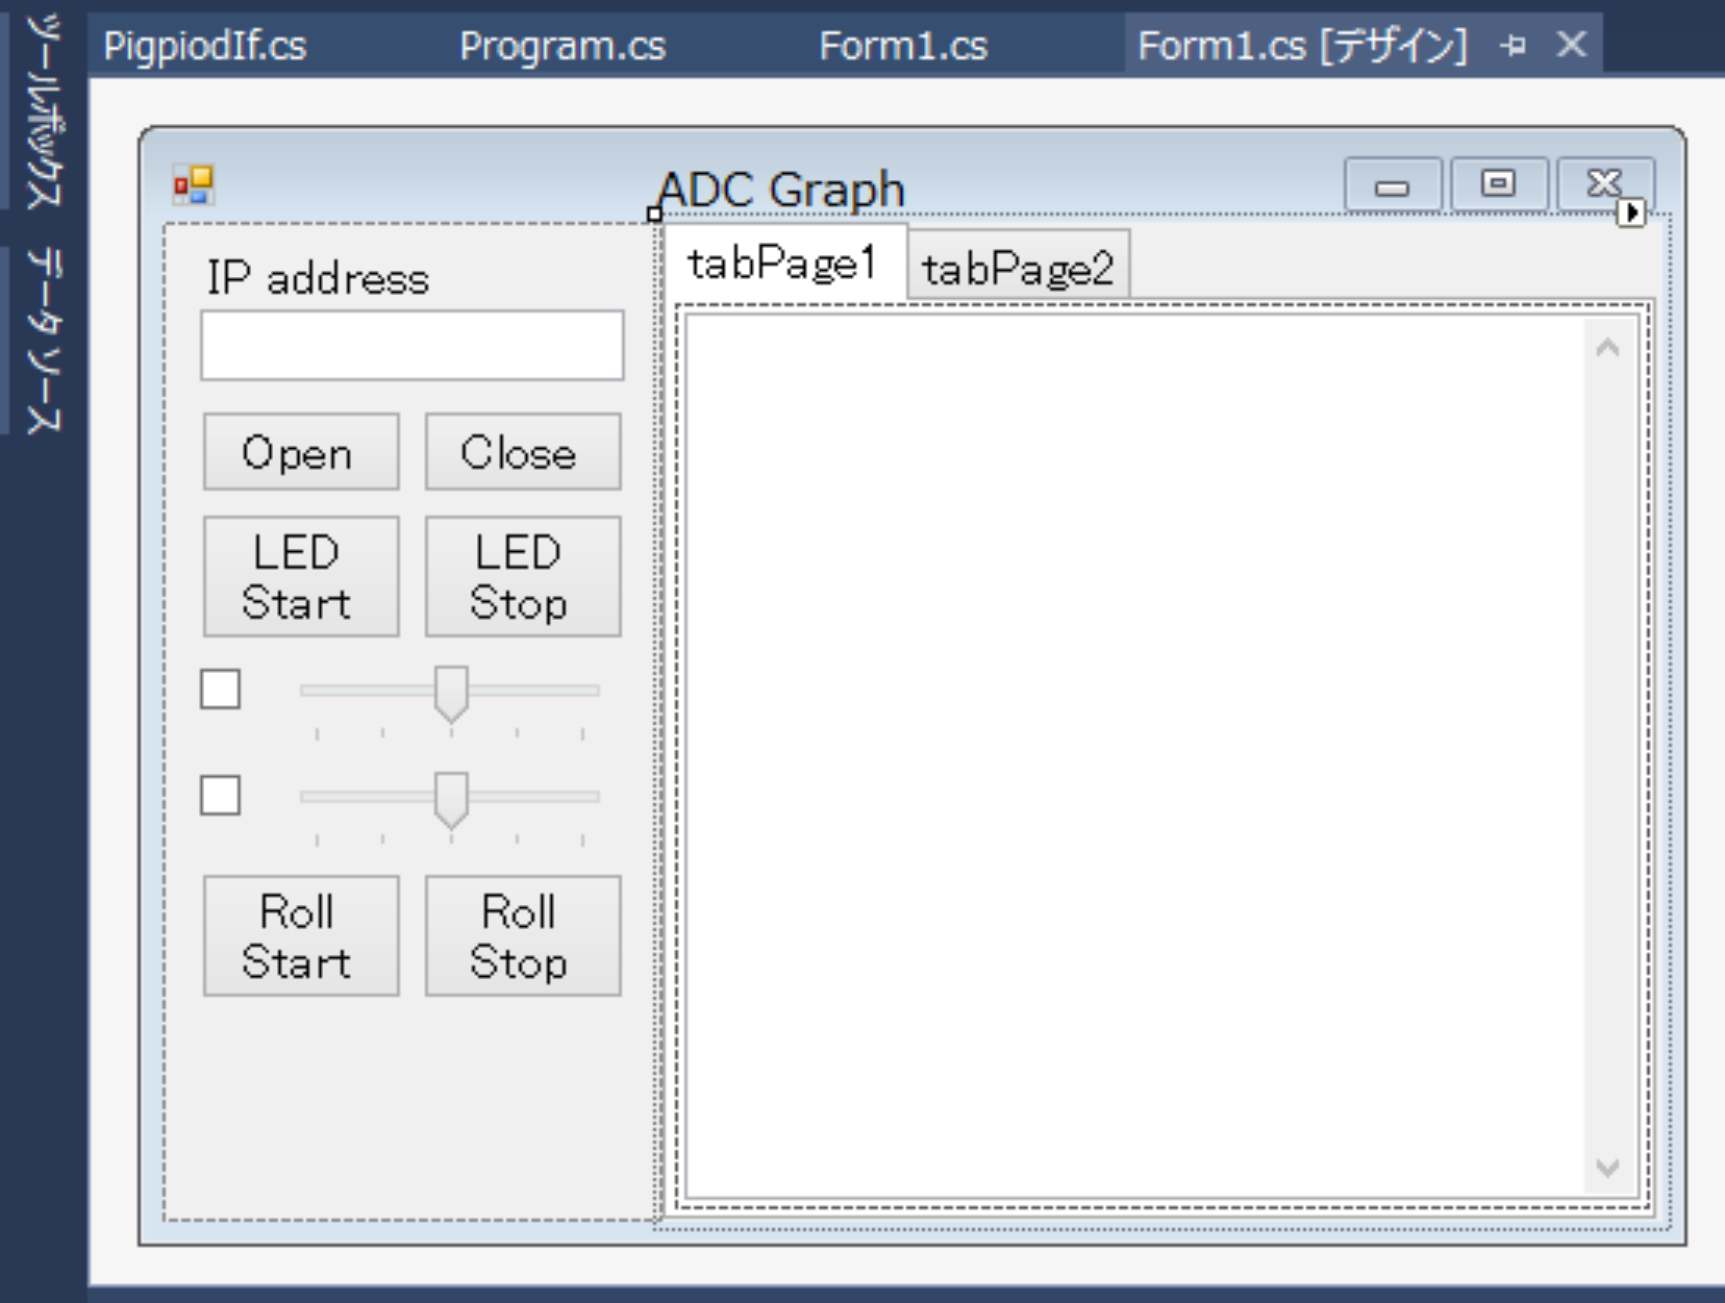 ツールボックス
データ ソース
PigpiodIf.cs Program.cs Form1.cs Form1.cs [デザイン]
ADC Graph
IP address
tabPage1 tabPage2
Open Close
LED
Start
LED
Stop
Roll
Start
Roll
Stop